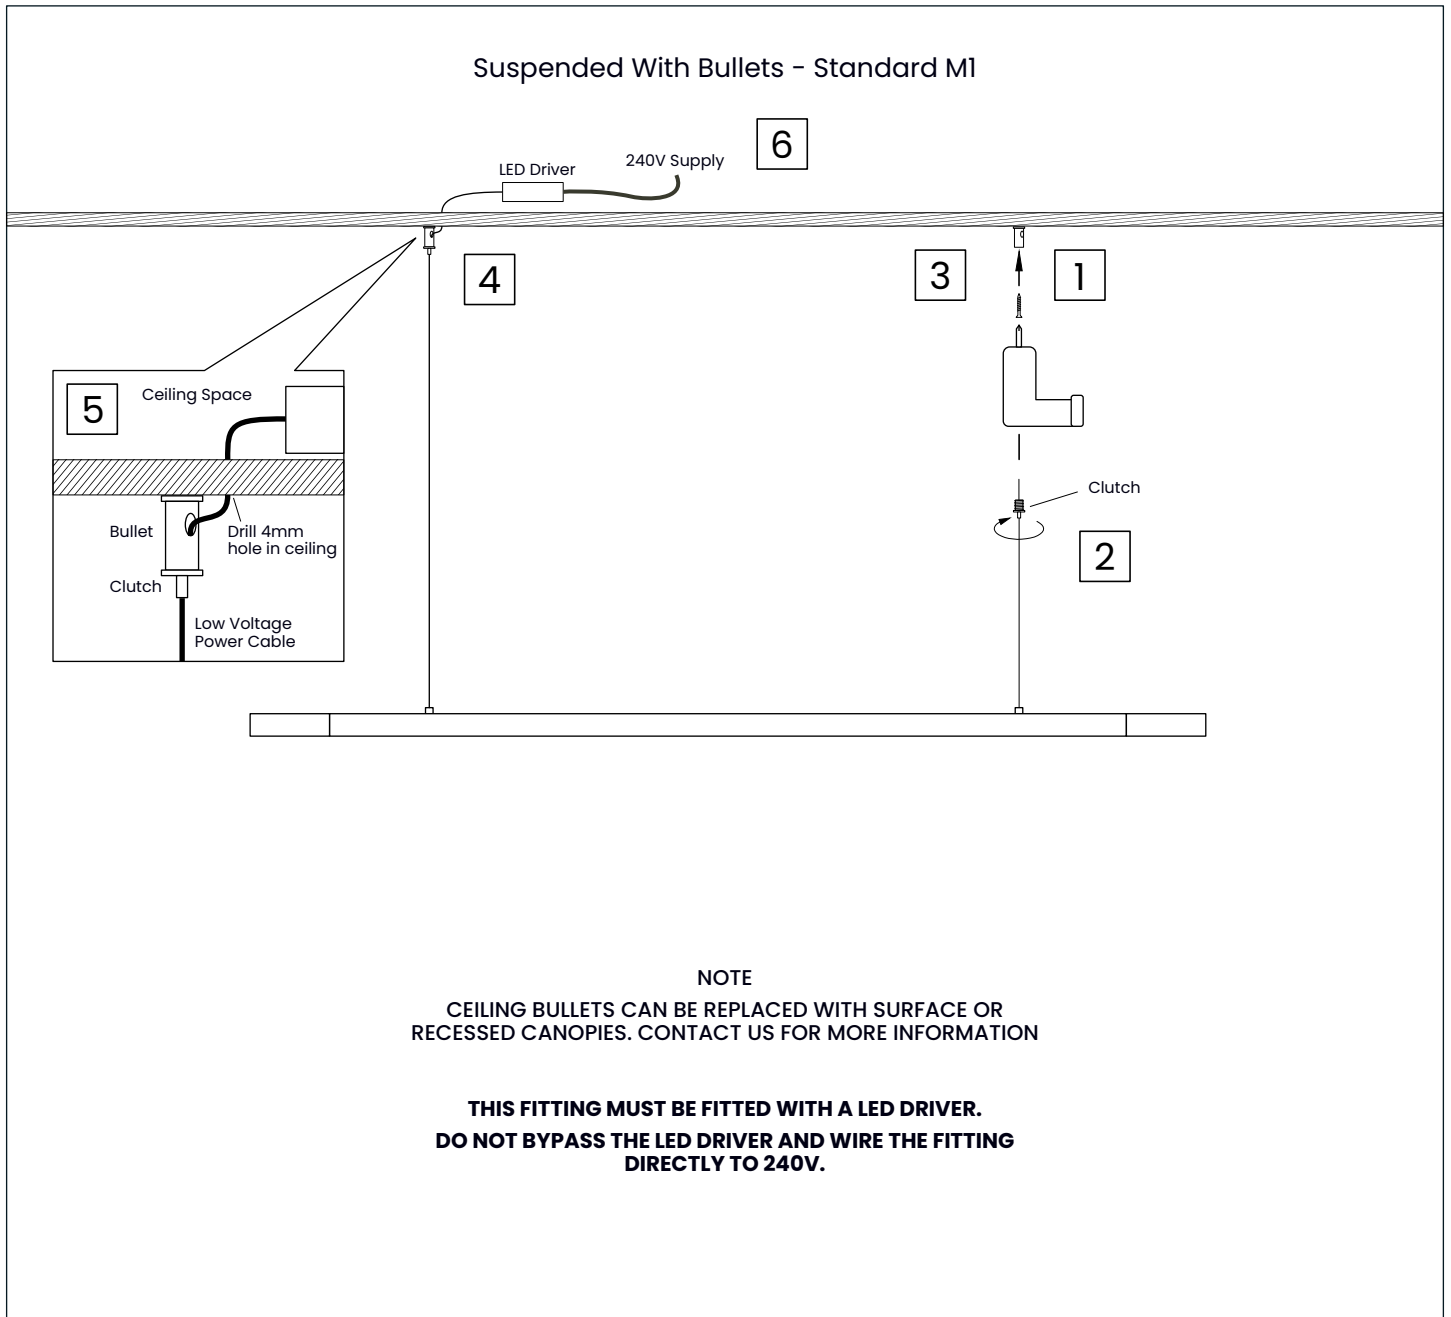 Suspended With Bullets - Standard M1
6
240V Supply
LED Driver
4
3
1
5
Ceiling Space
Bullet
Drill 4mm
hole in ceiling
Clutch
Low Voltage
Power Cable
Clutch
2
NOTE
CEILING BULLETS CAN BE REPLACED WITH SURFACE OR
RECESSED CANOPIES. CONTACT US FOR MORE INFORMATION
THIS FITTING MUST BE FITTED WITH A LED DRIVER.
DO NOT BYPASS THE LED DRIVER AND WIRE THE FITTING
DIRECTLY TO 240V.